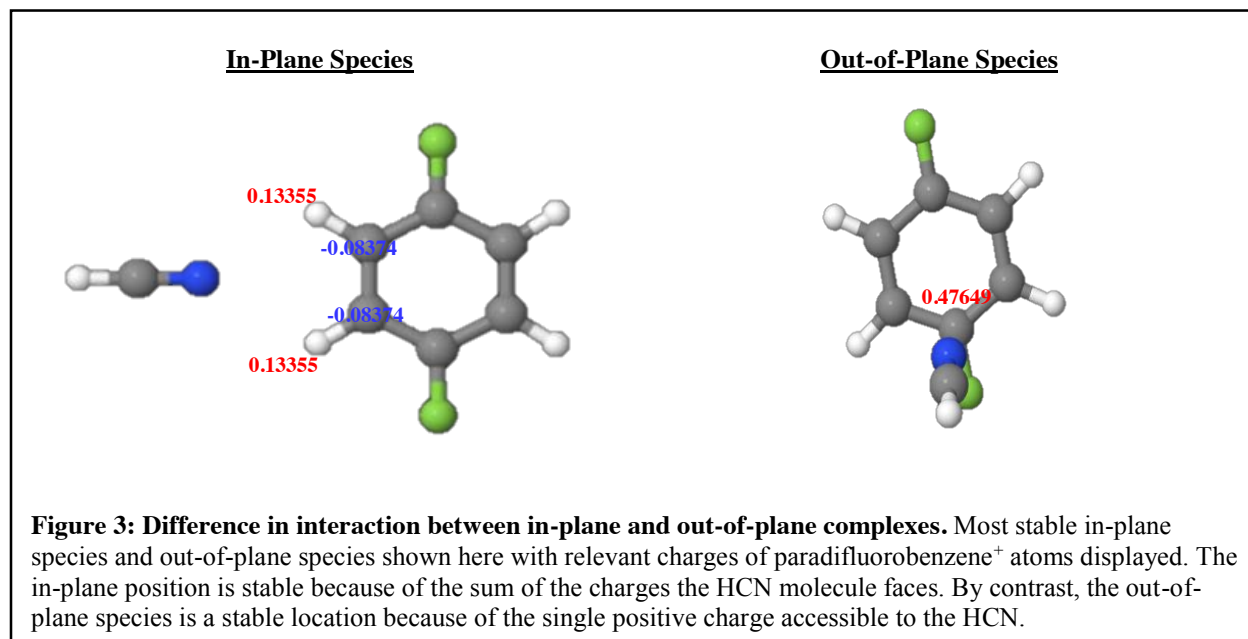 In-Plane Species
Out-of-Plane Species
0.13355
-0.08374
-0.08374
0.13355
0.47649
Figure 3: Difference in interaction between in-plane and out-of-plane complexes. Most stable in-plane
species and out-of-plane species shown here with relevant charges of paradifluorobenzene⁺ atoms displayed. The
in-plane position is stable because of the sum of the charges the HCN molecule faces. By contrast, the out-of-
plane species is a stable location because of the single positive charge accessible to the HCN.